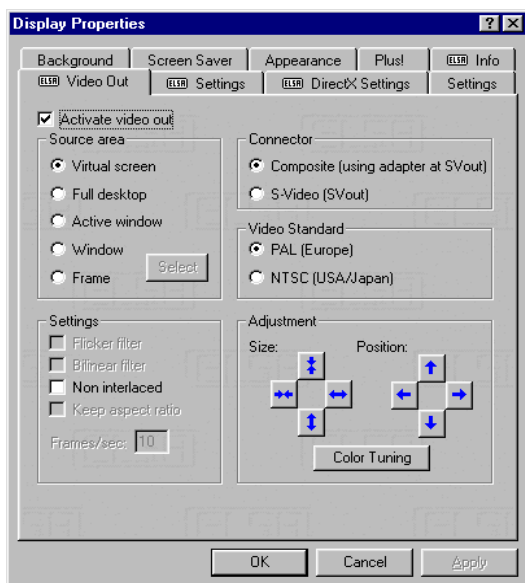 Display Properties
Background Screen Saver Appearance Plus! ELSA Info
ELSA Video Out ELSA Settings ELSA DirectX Settings Settings
Activate video out
Source area
Virtual screen
Full desktop
Active window
Window
Frame
Select
Connector
Composite (using adapter at SVout)
S-Video (SVout)
Video Standard
PAL (Europe)
NTSC (USA/Japan)
Settings
Flicker filter
Bilinear filter
Non interlaced
Keep aspect ratio
Frames/sec: 10
Adjustment
Size: Position:
Color Tuning
OK Cancel Apply